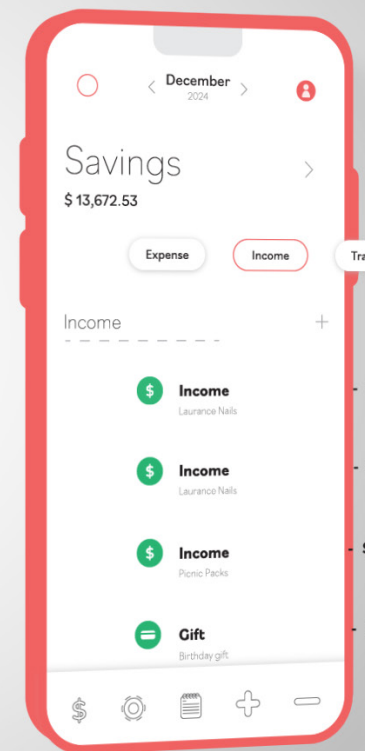 December
2024
Savings
$ 13,672.53
Expense
Income
Tra
Income
Income
Laurance Nails
Income
Laurance Nails
Income
Picnic Packs
Gift
Birthday gift